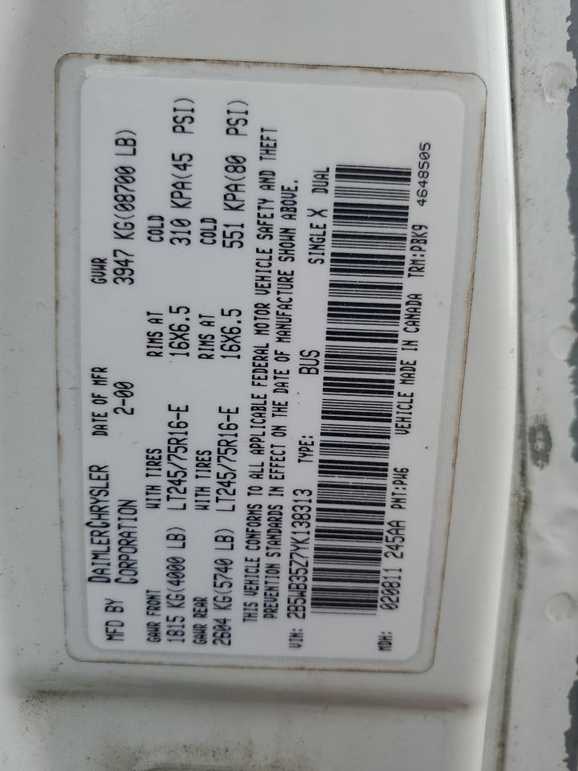 MFD BY DAIMLERCHRYSLER CORPORATION
DATE OF MFR 2-00
GVWR 3947 KG(08700 LB)
GAWR FRONT WITH TIRES RIMS AT COLD
1815 KG(4000 LB) LT245/75R16-E 16X6.5 310 KPA(45 PSI)
GAWR REAR WITH TIRES RIMS AT COLD
2604 KG(5740 LB) LT245/75R16-E 16X6.5 551 KPA(80 PSI)
THIS VEHICLE CONFORMS TO ALL APPLICABLE FEDERAL MOTOR VEHICLE SAFETY AND THEFT
PREVENTION STANDARDS IN EFFECT ON THE DATE OF MANUFACTURE SHOWN ABOVE.
VIN: 2B5WB35Z7YK138313 TYPE: BUS SINGLE X DUAL
MDH: 020811 245AA PNT:PW6 VEHICLE MADE IN CANADA TRM:PBK9
4648505